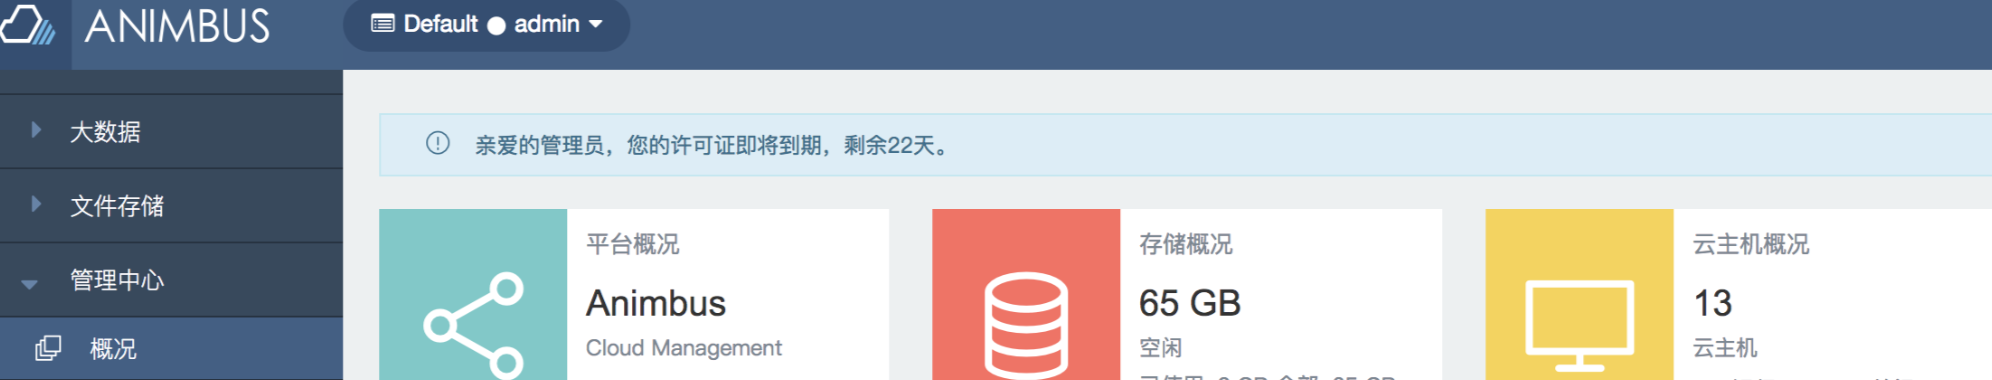 ANIMBUS
Default admin
大数据
文件存储
管理中心
概况
亲爱的管理员，您的许可证即将到期，剩余22天。
平台概况
Animbus
Cloud Management
存储概况
65 GB
空闲
云主机概况
13
云主机